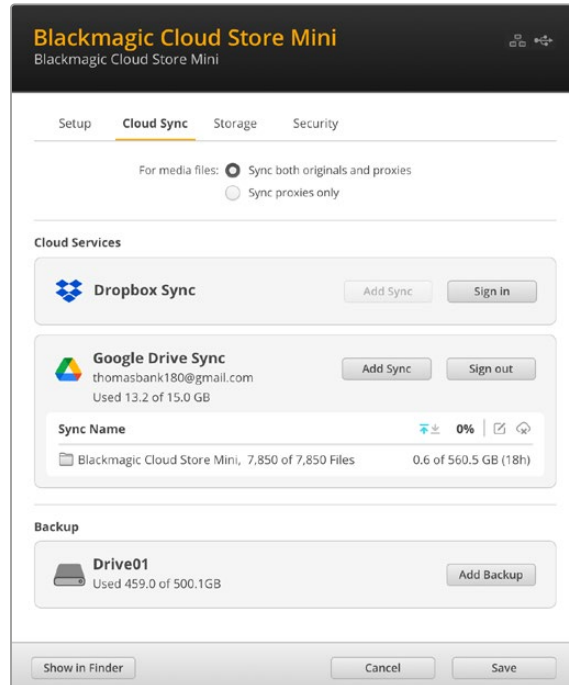 Blackmagic Cloud Store Mini
Blackmagic Cloud Store Mini
Setup Cloud Sync Storage Security
For media files: Sync both originals and proxies
Sync proxies only
Cloud Services
Dropbox Sync Add Sync Sign in
Google Drive Sync
thomasbank180@gmail.com
Add Sync Sign out
Used 13.2 of 15.0 GB
Sync Name 0%
Blackmagic Cloud Store Mini, 7,850 of 7,850 Files 0.6 of 560.5 GB (18h)
Backup
Drive01
Used 459.0 of 500.1GB
Add Backup
Show in Finder Cancel Save